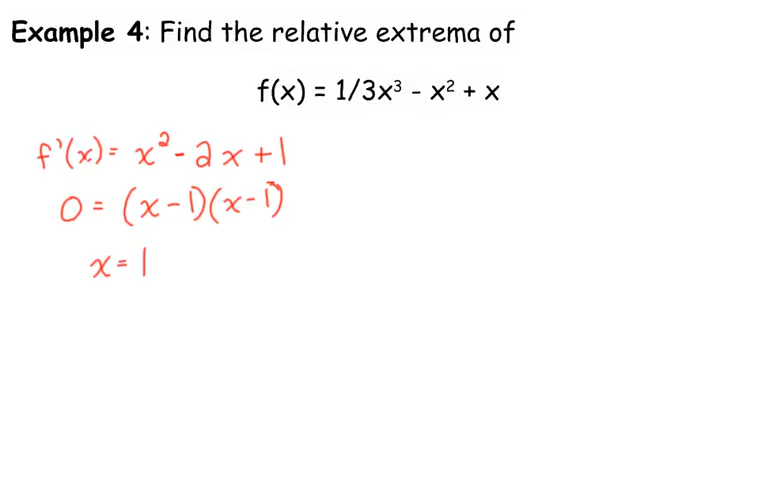 Example 4: Find the relative extrema of
f(x) = 1/3x³ - x² + x
f'(x) = x² - 2x + 1
0 = (x - 1)(x - 1)
x = 1